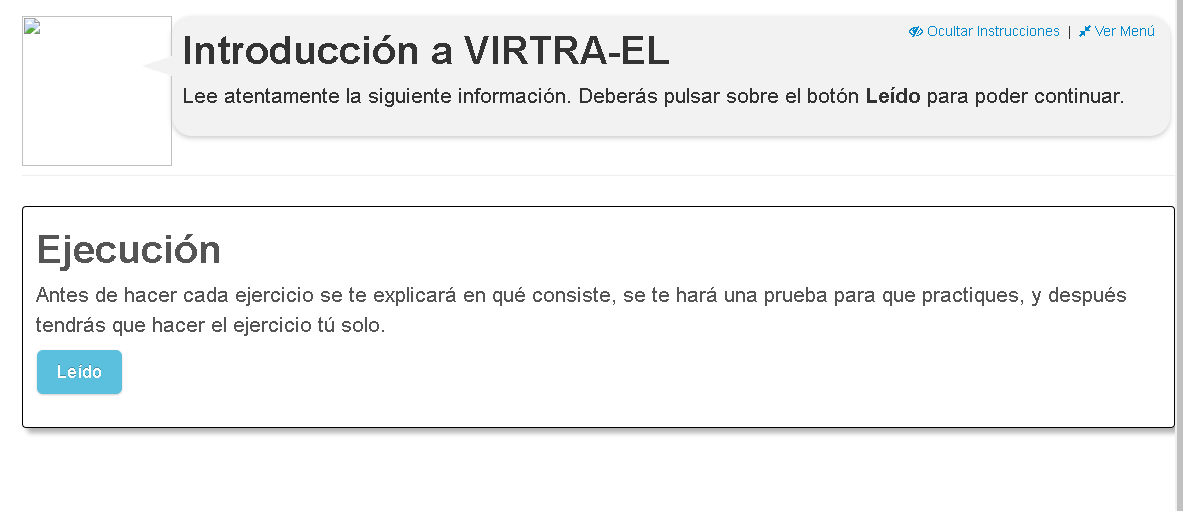 Ocultar Instrucciones | Ver Menú
Introducción a VIRTRA-EL
Lee atentamente la siguiente información. Deberás pulsar sobre el botón Leído para poder continuar.
Ejecución
Antes de hacer cada ejercicio se te explicará en qué consiste, se te hará una prueba para que practiques, y después
tendrás que hacer el ejercicio tú solo.
Leído